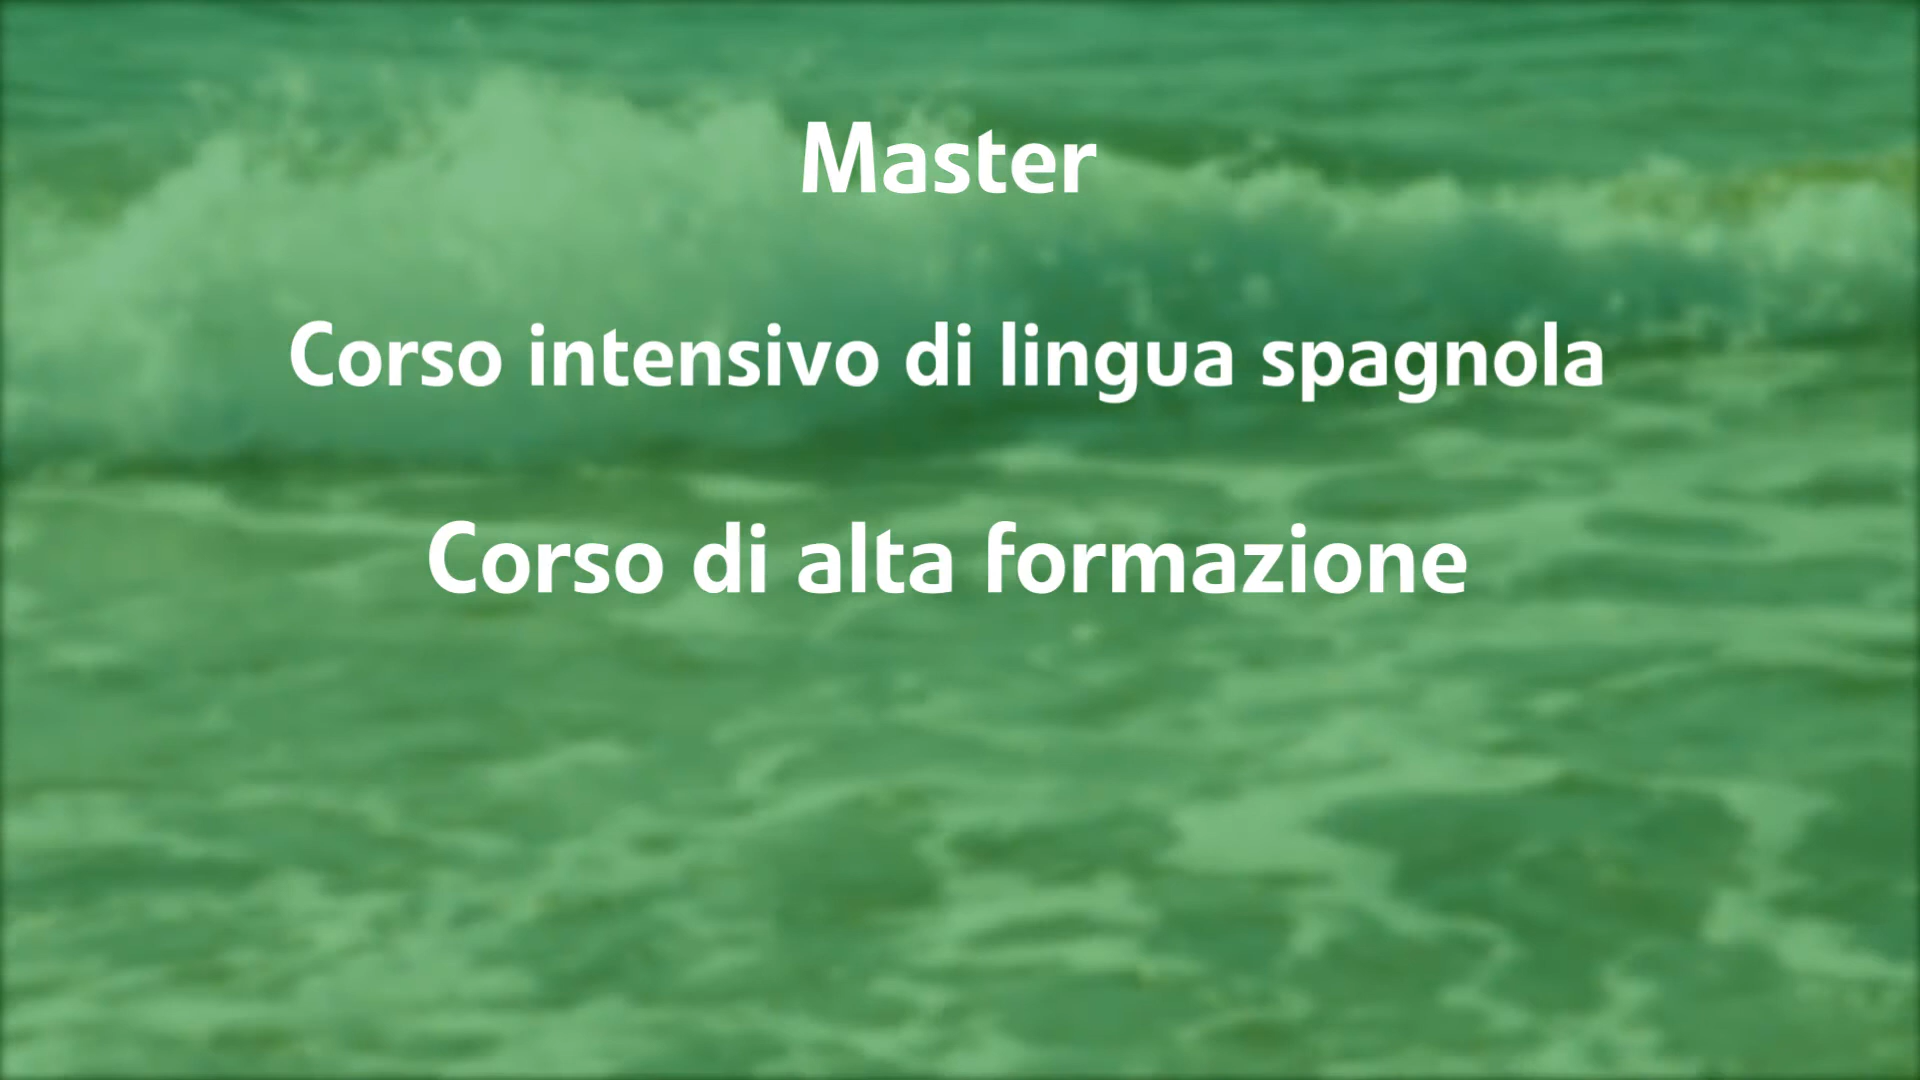 Master
Corso intensivo di lingua spagnola
Corso di alta formazione